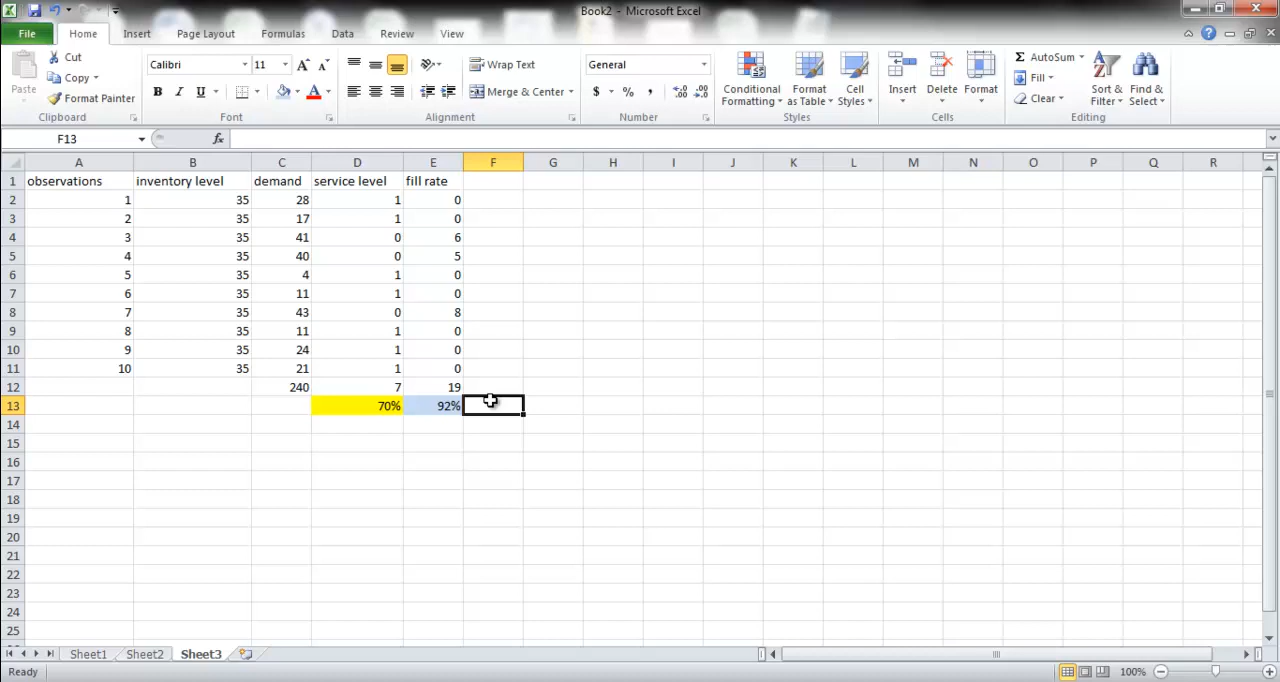 Book2 - Microsoft Excel
File Home Insert Page Layout Formulas Data Review View
Paste
Cut
Copy
Format Painter
Clipboard
Calibri 11
B I U
Font
Wrap Text
Merge & Center
Alignment
General
$ % ,
Number
Conditional Formatting
Format as Table
Cell Styles
Styles
Insert
Delete
Format
Cells
AutoSum
Fill
Clear
Sort & Filter
Find & Select
Editing
F13 fx
A B C D E F G H I J K L M N O P Q R
1 observations inventory level demand service level fill rate
2 1 35 28 1 0
3 2 35 17 1 0
4 3 35 41 0 6
5 4 35 40 0 5
6 5 35 4 1 0
7 6 35 11 1 0
8 7 35 43 0 8
9 8 35 11 1 0
10 9 35 24 1 0
11 10 35 21 1 0
12 240 7 19
13 70% 92%
14
15
16
17
18
19
20
21
22
23
24
25
Sheet1 Sheet2 Sheet3
Ready 100%